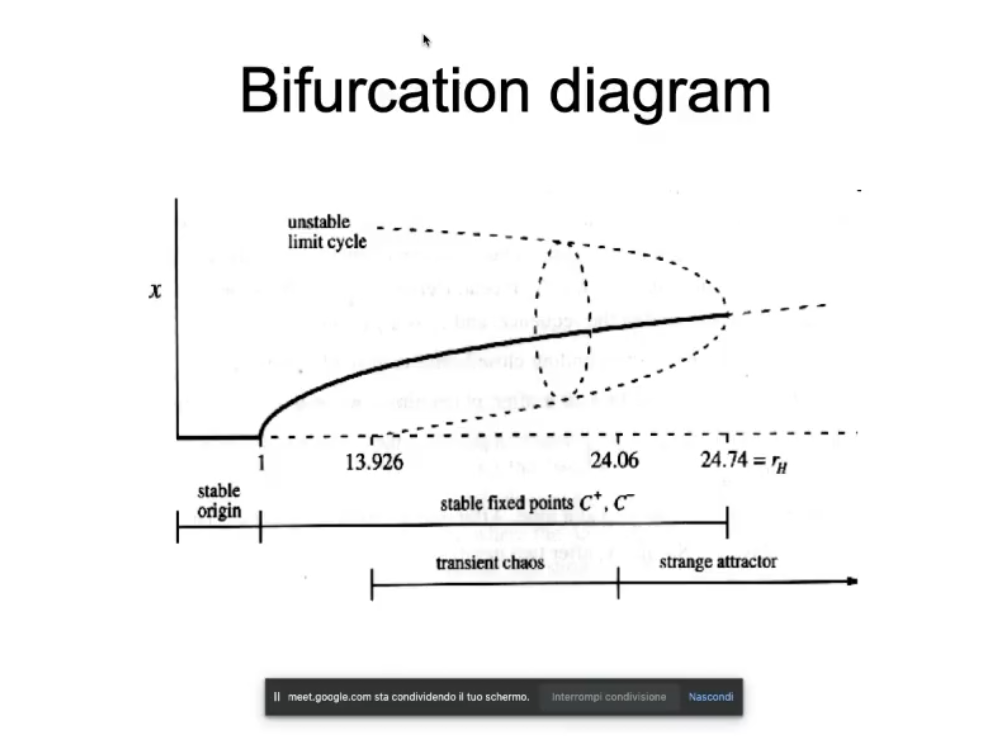 Bifurcation diagram
unstable
limit cycle
x
1
13.926
24.06
24.74 = r_H
stable
origin
stable fixed points C⁺, C⁻
transient chaos
strange attractor
meet.google.com sta condividendo il tuo schermo.
Interrompi condivisione
Nascondi